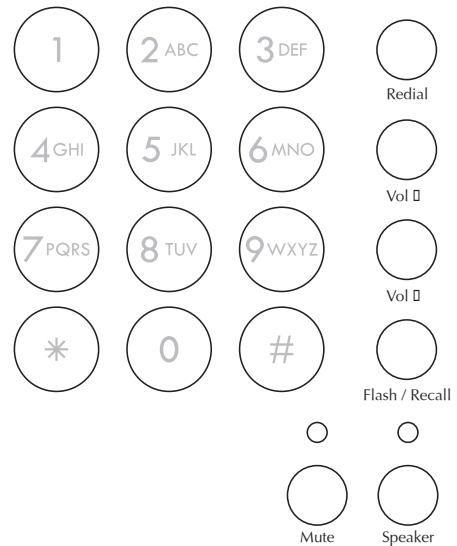 1 2 ABC 3 DEF
Redial
4 GHI 5 JKL 6 MNO
Vol ▯
7 PQRS 8 TUV 9 WXYZ
Vol ▯
* 0 #
Flash / Recall
Mute Speaker